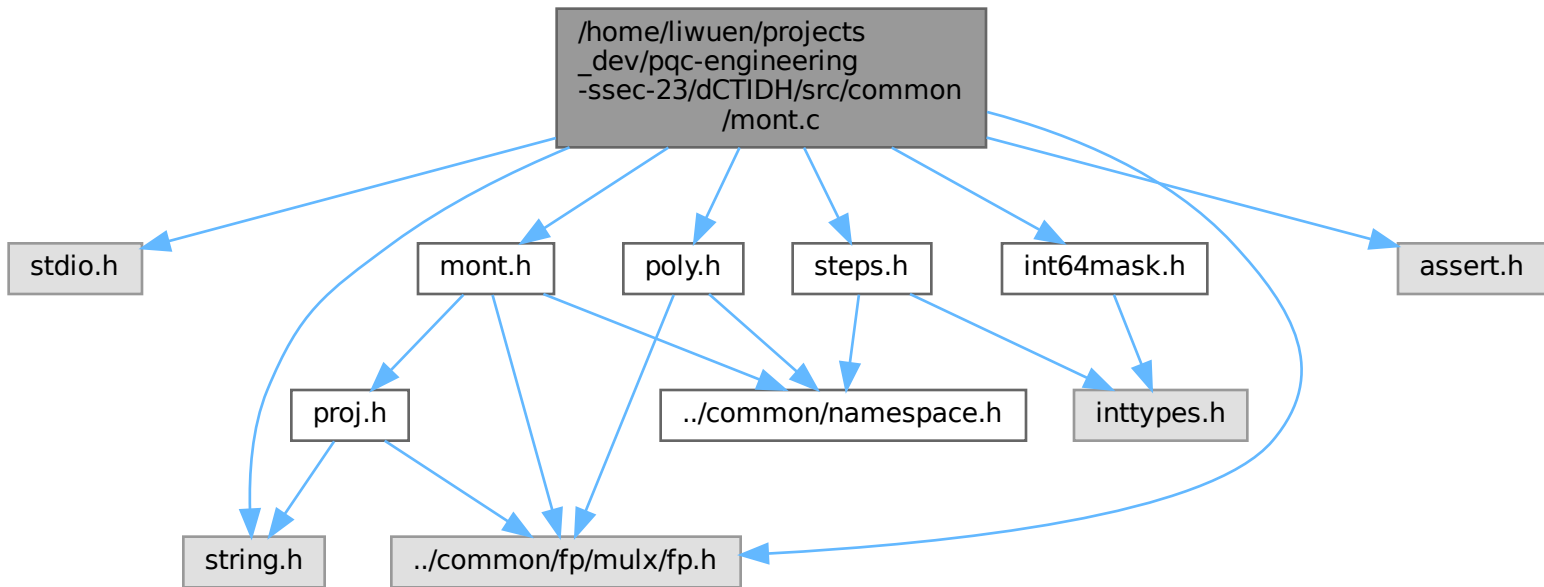 /home/liwuen/projects
_dev/pqc-engineering
-ssec-23/dCTIDH/src/common
/mont.c
stdio.h
mont.h
poly.h
steps.h
int64mask.h
assert.h
proj.h
../common/namespace.h
inttypes.h
string.h
../common/fp/mulx/fp.h